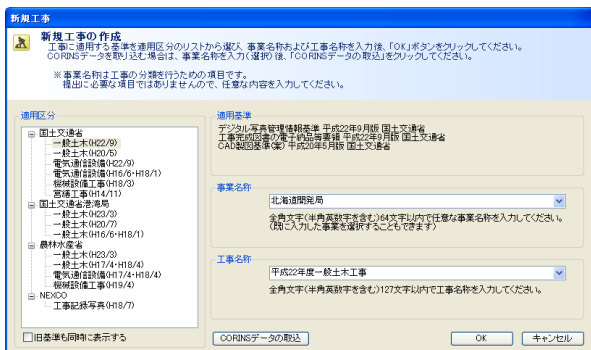 新規工事
新規工事の作成
工事に適用する基準を適用区分のリストから選び、事業名称および工事名称を入力後、「OK」ボタンをクリックしてください。
CORINSデータを取り込む場合は、事業名称を入力(選択)後、「CORINSデータの取込」をクリックしてください。
※事業名称は工事の分類を行うための項目です。
提出に必要な項目ではありませんので、任意な内容を入力してください。
適用区分
国土交通省
一般土木(H22/9)
一般土木(H20/5)
電気通信設備(H22/9)
電気通信設備(H16/6・H18/1)
機械設備工事(H18/3)
営繕工事(H14/11)
国土交通省港湾局
一般土木(H23/3)
一般土木(H20/7)
一般土木(H16/6・H18/1)
農林水産省
一般土木(H23/3)
一般土木(H17/4・H18/4)
電気通信設備(H17/4・H18/4)
機械設備工事(H19/4)
NEXCO
工事記録写真(H18/7)
旧基準も同時に表示する
適用基準
デジタル写真管理情報基準 平成22年9月版 国土交通省
工事完成図書の電子納品等要領 平成22年9月版 国土交通省
CAD製図基準(案) 平成20年5月版 国土交通省
事業名称
北海道開発局
全角文字(半角英数字を含む)64文字以内で任意な事業名称を入力してください。
(既に入力した事業を選択することもできます)
工事名称
平成22年度一般土木工事
全角文字(半角英数字を含む)127文字以内で工事名称を入力してください。
CORINSデータの取込
OK
キャンセル